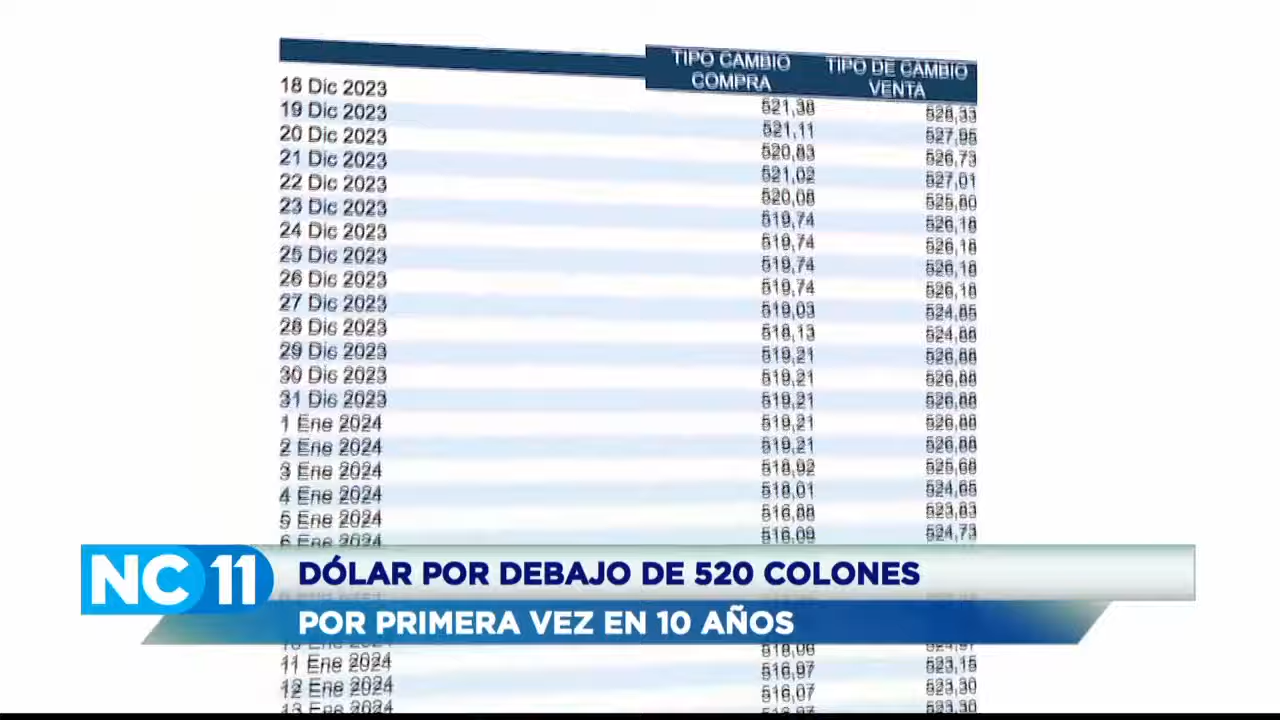 TIPO CAMBIO COMPRA TIPO DE CAMBIO VENTA
18 Dic 2023 521,38 528,33
19 Dic 2023 521,11 527,95
20 Dic 2023 520,83 526,73
21 Dic 2023 521,02 527,01
22 Dic 2023 520,08 525,80
23 Dic 2023 519,74 526,18
24 Dic 2023 519,74 526,18
25 Dic 2023 519,74 526,18
26 Dic 2023 519,74 526,18
27 Dic 2023 519,03 524,85
28 Dic 2023 518,13 524,88
29 Dic 2023 519,21 526,88
30 Dic 2023 519,21 526,88
31 Dic 2023 519,21 526,88
1 Ene 2024 519,21 526,88
2 Ene 2024 519,21 526,88
3 Ene 2024 518,92 525,68
4 Ene 2024 518,01 524,65
5 Ene 2024 516,88 523,83
6 Ene 2024 516,09 524,73
NC 11
DÓLAR POR DEBAJO DE 520 COLONES
POR PRIMERA VEZ EN 10 AÑOS
11 Ene 2024 516,97 523,15
12 Ene 2024 516,07 523,30
13 Ene 2024 523,30